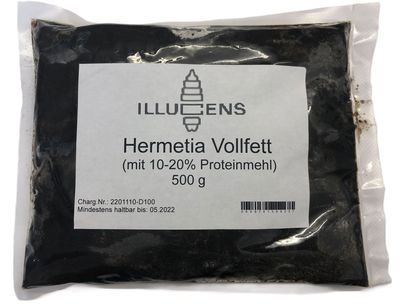 ILLUCENS
Hermetia Vollfett
(mit 10-20% Proteinmehl)
500 g
Charg.Nr.: 2201110-D100
Mindestens haltbar bis: 05.2022